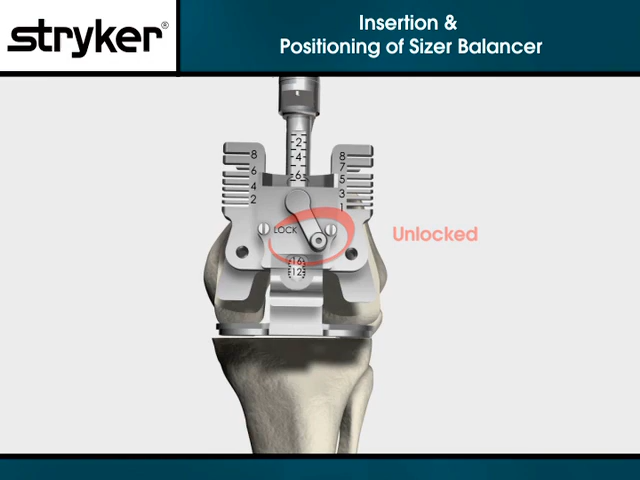 stryker®
Insertion &
Positioning of Sizer Balancer
2
4
6
8
6
4
2
8
7
5
3
1
LOCK
Unlocked
16
12